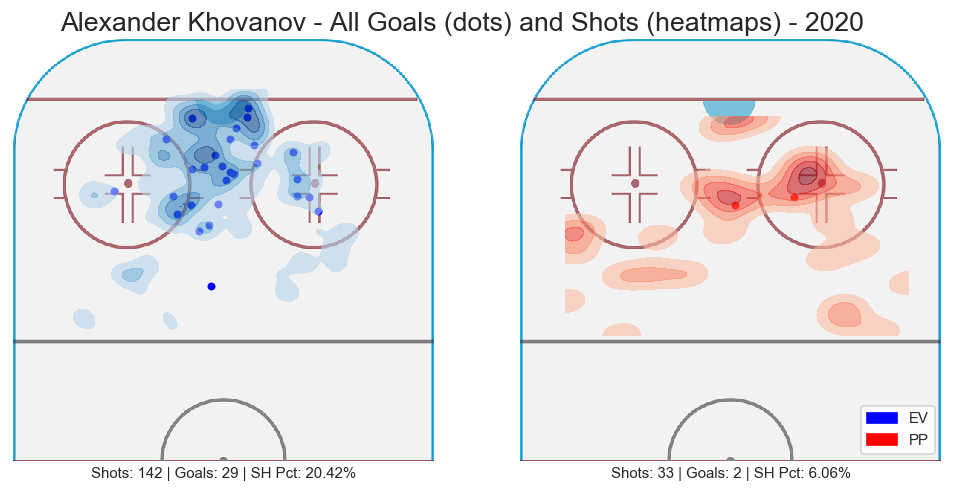 Alexander Khovanov - All Goals (dots) and Shots (heatmaps) - 2020
EV
PP
Shots: 142 | Goals: 29 | SH Pct: 20.42%
Shots: 33 | Goals: 2 | SH Pct: 6.06%